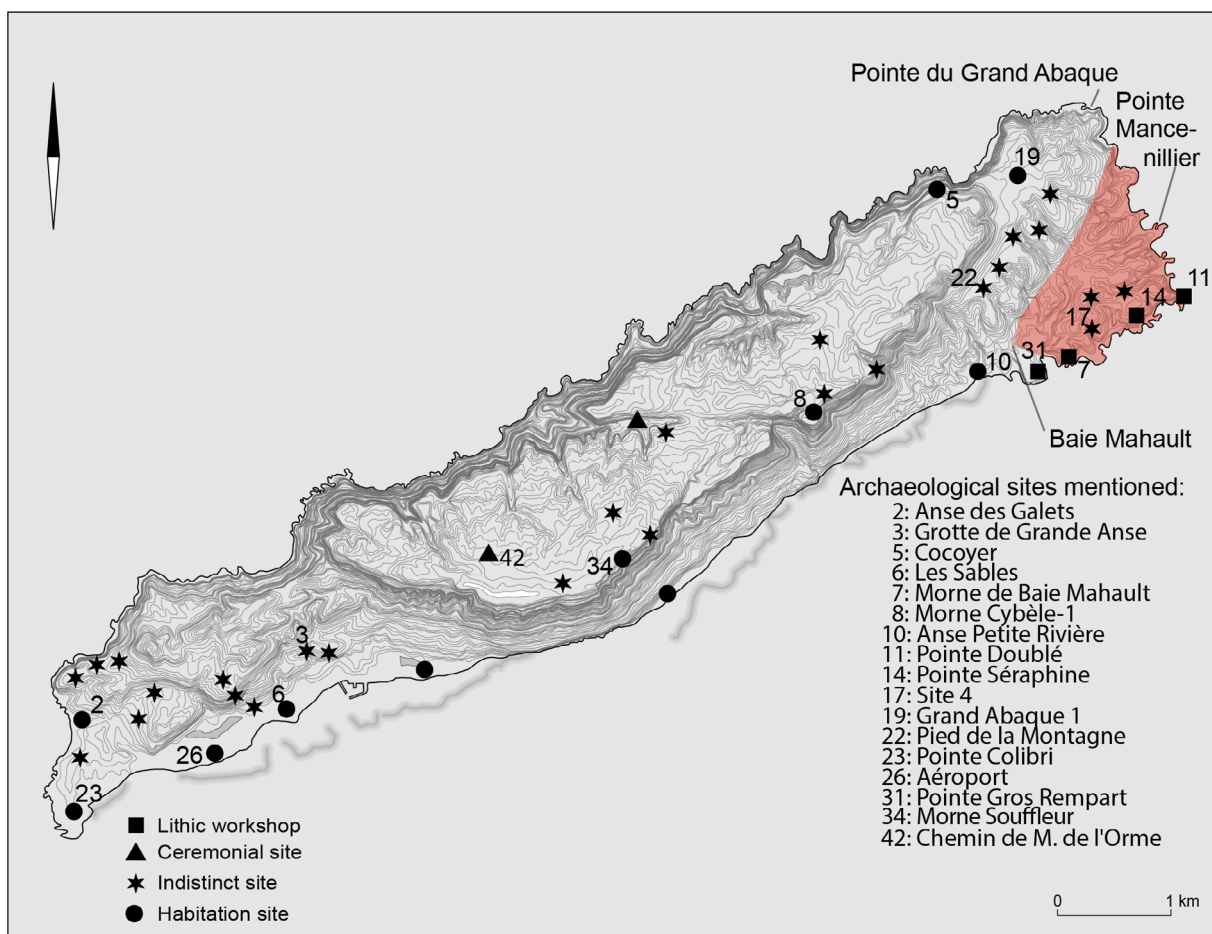 Pointe du Grand Abaque
Pointe
Mance-
nillier
19
5
22
11
14
17
31
10
7
8
Baie Mahault
42
34
3
2
6
26
23
Archaeological sites mentioned:
2: Anse des Galets
3: Grotte de Grande Anse
5: Cocoyer
6: Les Sables
7: Morne de Baie Mahault
8: Morne Cybèle-1
10: Anse Petite Rivière
11: Pointe Doublé
14: Pointe Séraphine
17: Site 4
19: Grand Abaque 1
22: Pied de la Montagne
23: Pointe Colibri
26: Aéroport
31: Pointe Gros Rempart
34: Morne Souffleur
42: Chemin de M. de l'Orme
Lithic workshop
Ceremonial site
Indistinct site
Habitation site
0 1 km